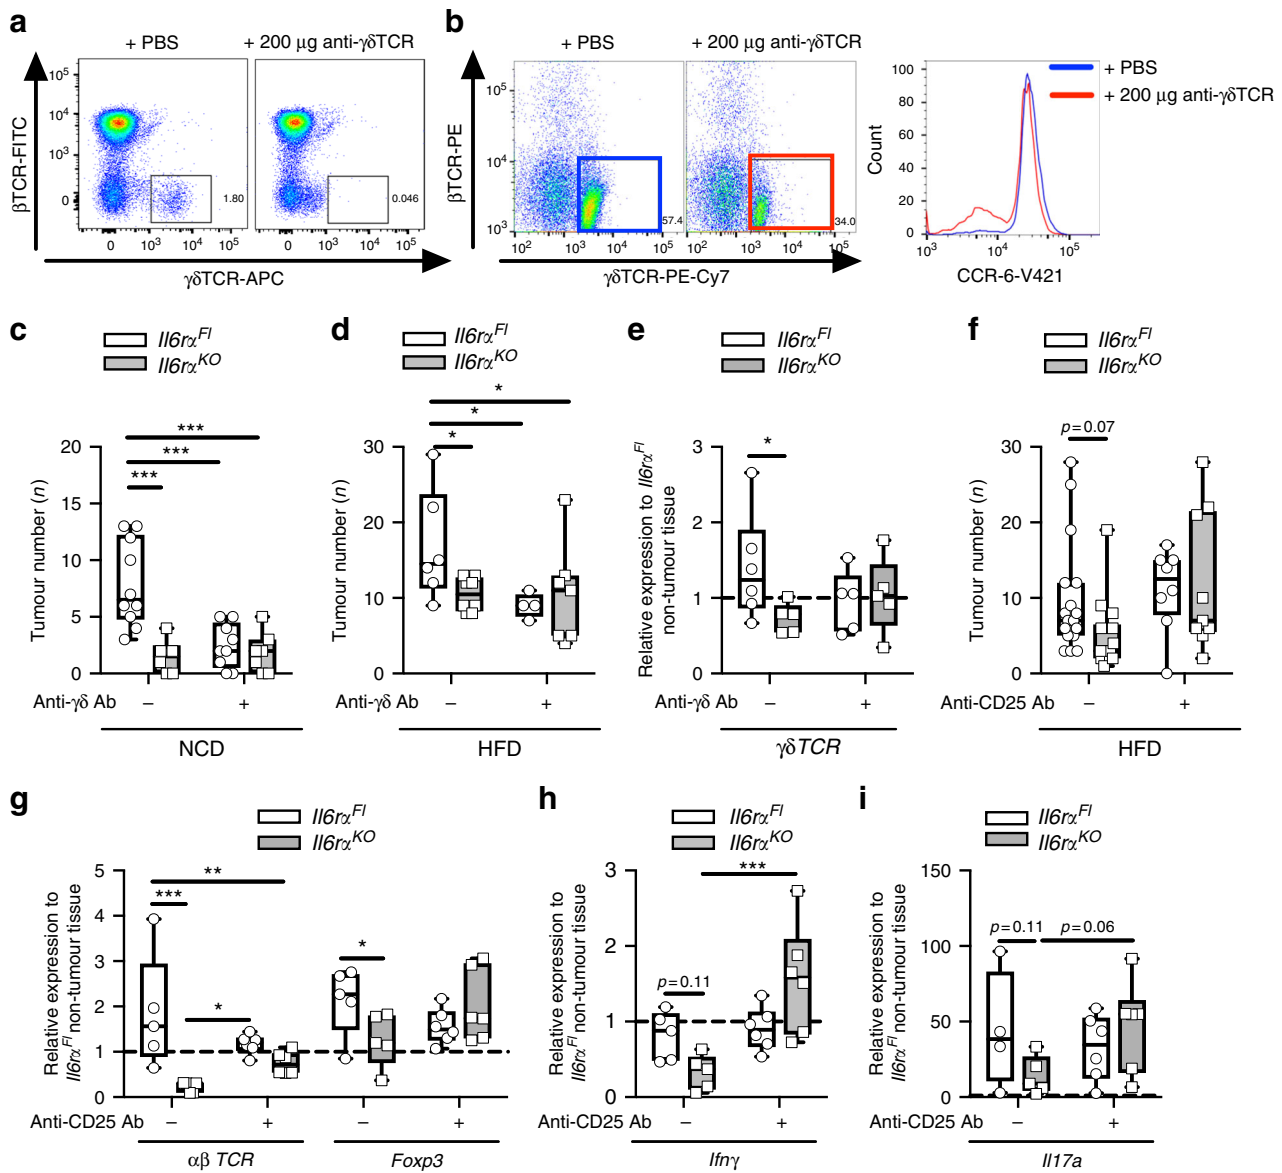 a
+ PBS
+ 200 µg anti-γδTCR
βTCR-FITC
10⁵
10⁴
10³
0
1.80
0.046
0 10³ 10⁴ 10⁵
0 10³ 10⁴ 10⁵
γδTCR-APC
b
+ PBS
+ 200 µg anti-γδTCR
βTCR-PE
10⁵
10⁴
10³
57.4
34.0
10² 10³ 10⁴ 10⁵
10² 10³ 10⁴ 10⁵
γδTCR-PE-Cy7
+ PBS
+ 200 µg anti-γδTCR
Count
100
80
60
40
20
0
10³ 10⁴ 10⁵
CCR-6-V421
c
Il6rα^Fl
Il6rα^KO
Tumour number (n)
20
15
10
5
0
***
***
***
Anti-γδ Ab – +
NCD
d
Il6rα^Fl
Il6rα^KO
Tumour number (n)
30
20
10
0
*
*
*
Anti-γδ Ab – +
HFD
e
Il6rα^Fl
Il6rα^KO
Relative expression to Il6rα^Fl
non-tumour tissue
3
2
1
0
*
Anti-γδ Ab – +
γδTCR
f
Il6rα^Fl
Il6rα^KO
Tumour number (n)
30
20
10
0
p = 0.07
Anti-CD25 Ab – +
HFD
g
Il6rα^Fl
Il6rα^KO
Relative expression to
Il6rα^Fl non-tumour tissue
5
4
3
2
1
0
**
***
*
*
Anti-CD25 Ab – + – +
αβ TCR
Foxp3
h
Il6rα^Fl
Il6rα^KO
Relative expression to
Il6rα^Fl non-tumour tissue
3
2
1
0
***
p = 0.11
Anti-CD25 Ab – +
Ifnγ
i
Il6rα^Fl
Il6rα^KO
Relative expression to
Il6rα^Fl non-tumour tissue
150
100
50
0
p = 0.11 p = 0.06
Anti-CD25 Ab – +
Il17a